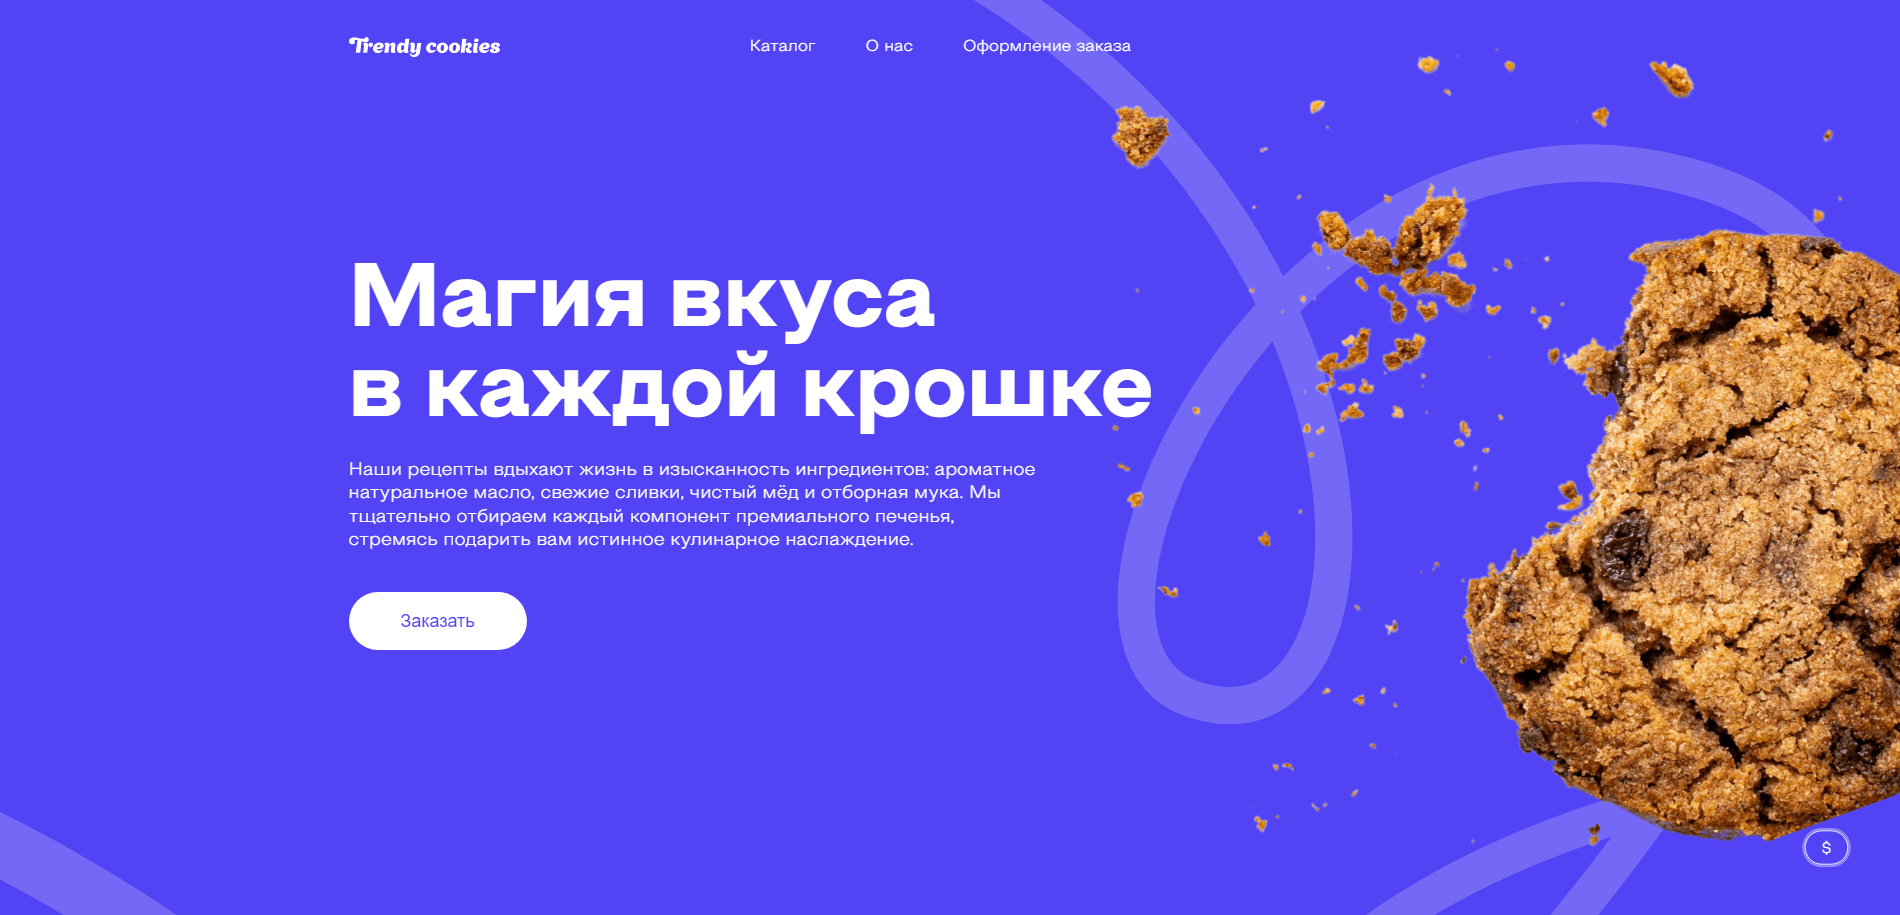 Trendy cookies
Каталог
О нас
Оформление заказа
Магия вкуса
в каждой крошке
Наши рецепты вдыхают жизнь в изысканность ингредиентов: ароматное
натуральное масло, свежие сливки, чистый мёд и отборная мука. Мы
тщательно отбираем каждый компонент премиального печенья,
стремясь подарить вам истинное кулинарное наслаждение.
Заказать
$